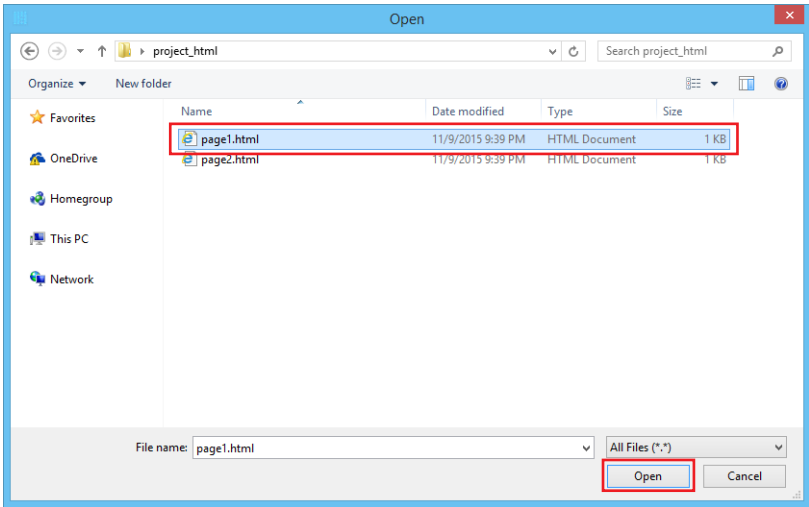 Open
project_html
Search project_html
Organize
New folder
Favorites
OneDrive
Homegroup
This PC
Network
Name Date modified Type Size
page1.html 11/9/2015 9:39 PM HTML Document 1 KB
page2.html 11/9/2015 9:39 PM HTML Document 1 KB
File name: page1.html
All Files (*.*)
Open
Cancel